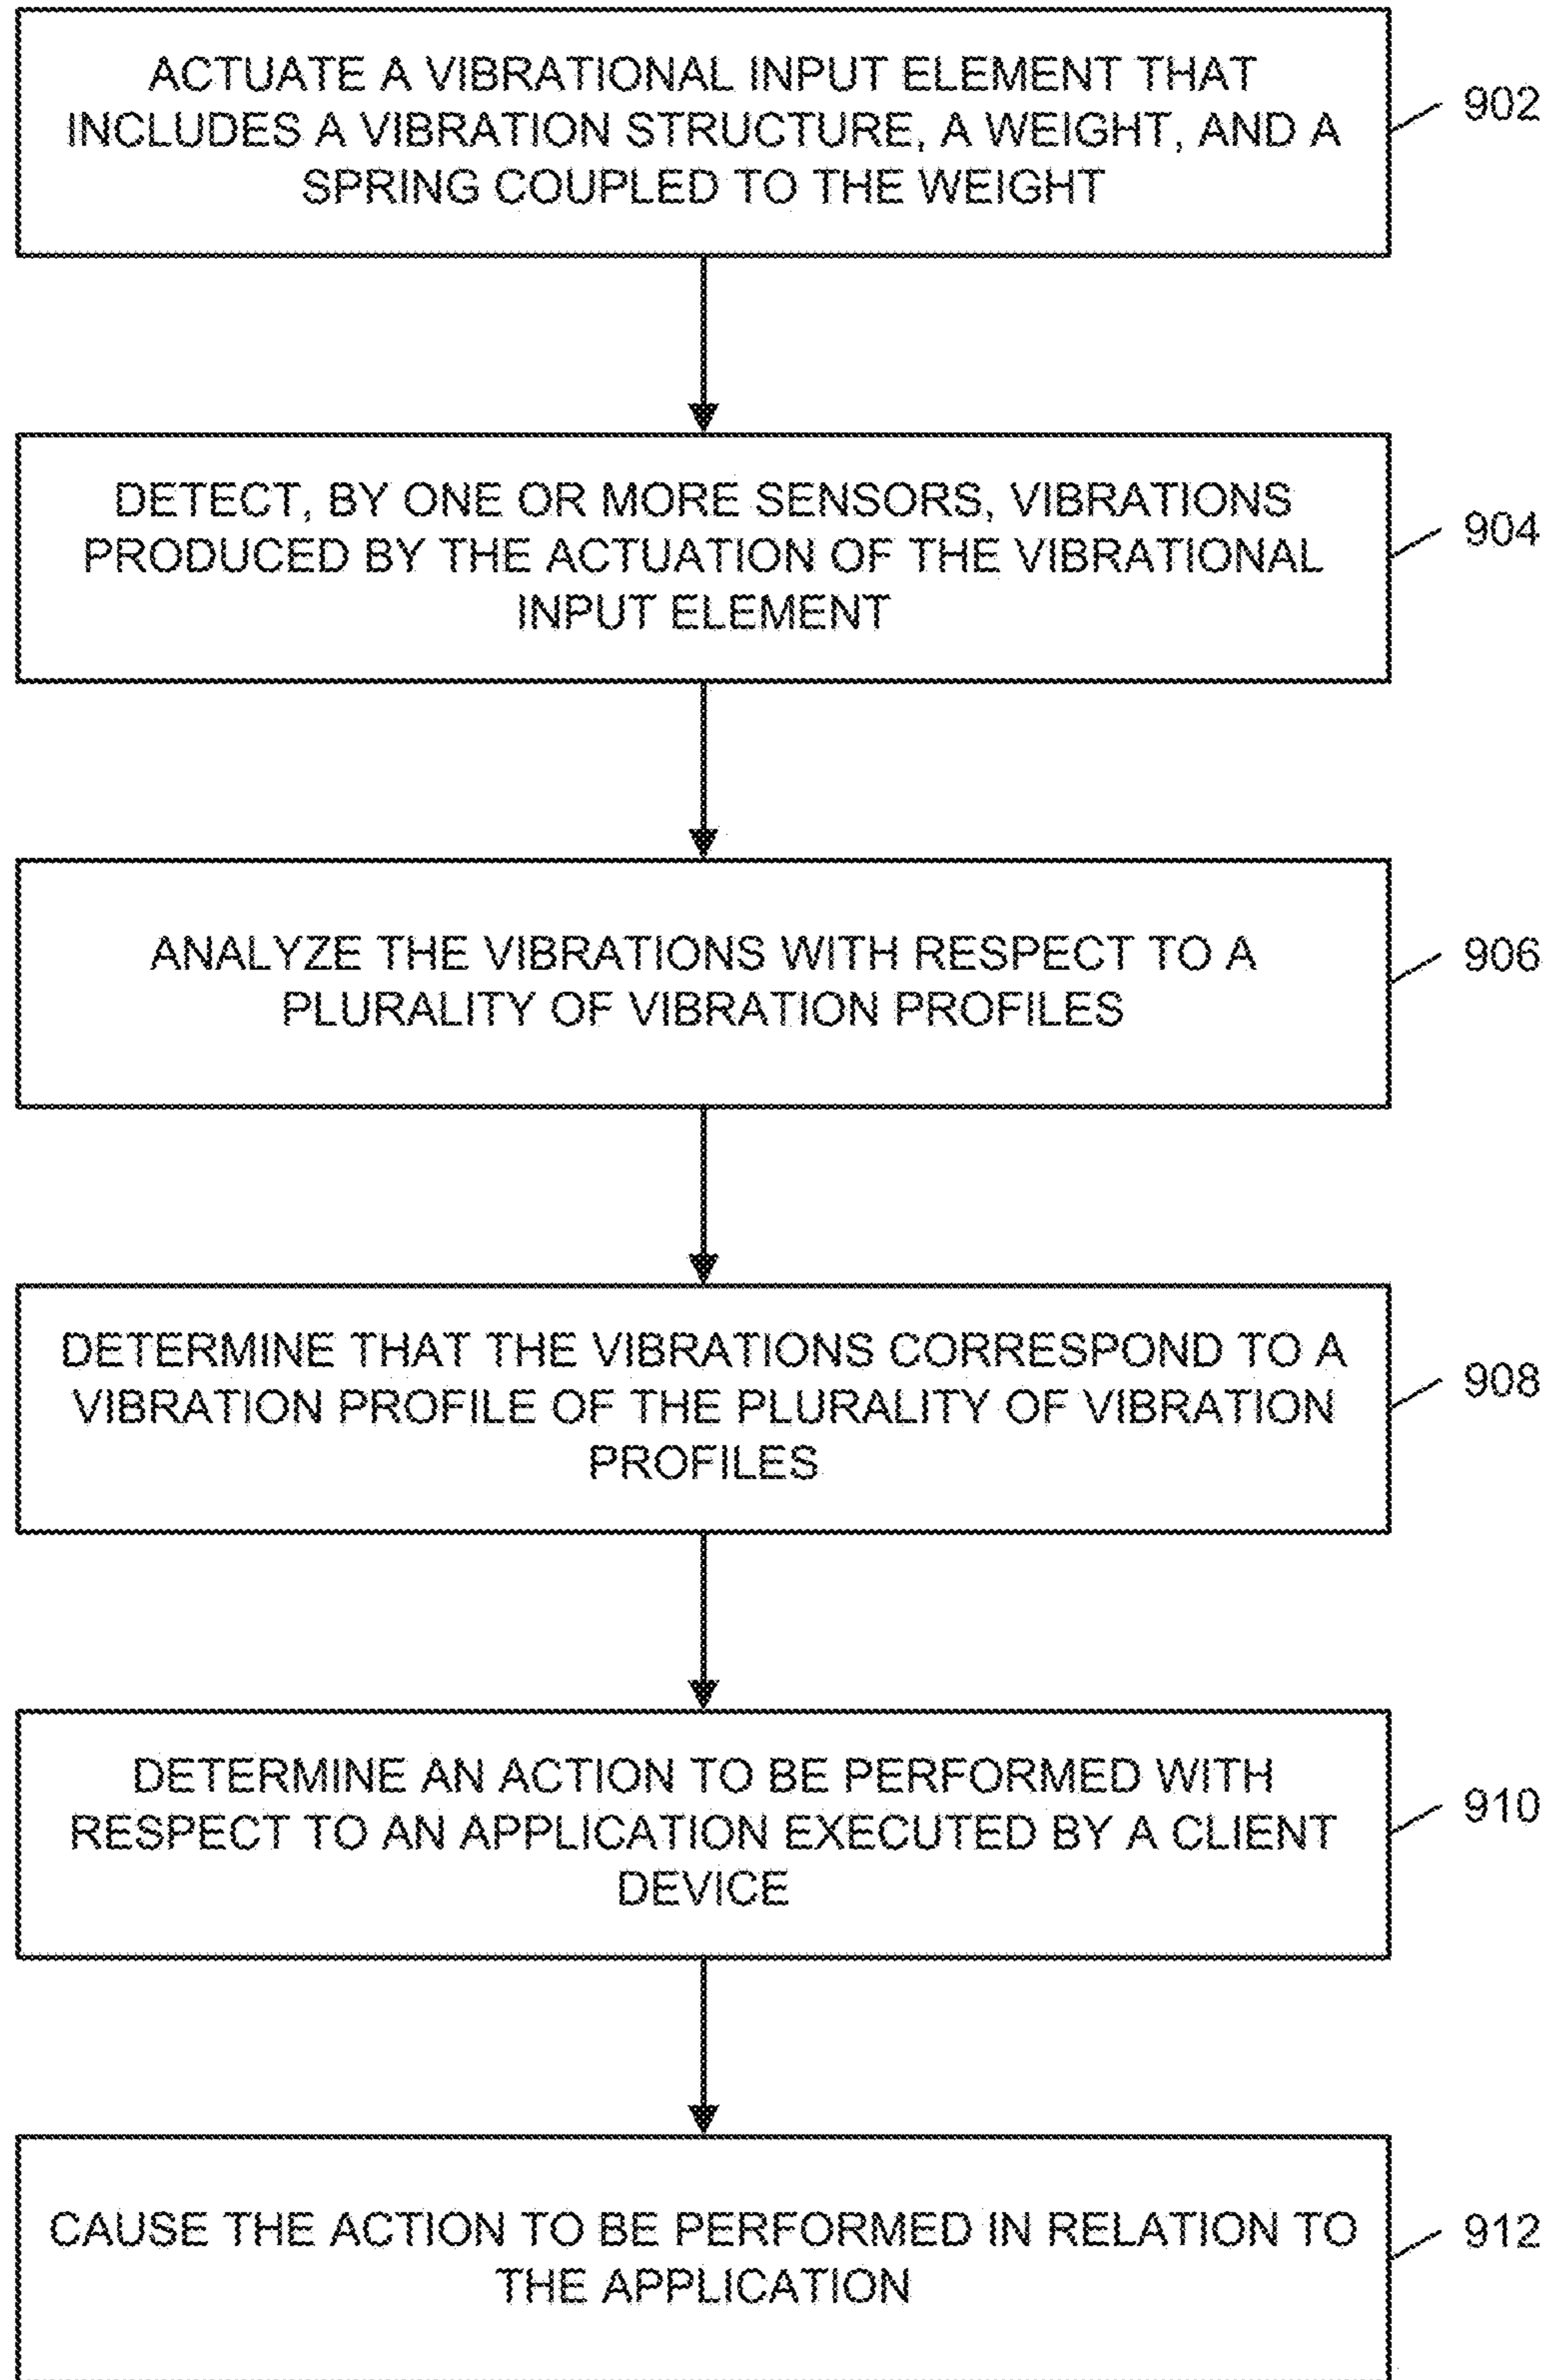 ACTUATE A VIBRATIONAL INPUT ELEMENT THAT
INCLUDES A VIBRATION STRUCTURE, A WEIGHT, AND A
SPRING COUPLED TO THE WEIGHT
902
DETECT, BY ONE OR MORE SENSORS, VIBRATIONS
PRODUCED BY THE ACTUATION OF THE VIBRATIONAL
INPUT ELEMENT
904
ANALYZE THE VIBRATIONS WITH RESPECT TO A
PLURALITY OF VIBRATION PROFILES
906
DETERMINE THAT THE VIBRATIONS CORRESPOND TO A
VIBRATION PROFILE OF THE PLURALITY OF VIBRATION
PROFILES
908
DETERMINE AN ACTION TO BE PERFORMED WITH
RESPECT TO AN APPLICATION EXECUTED BY A CLIENT
DEVICE
910
CAUSE THE ACTION TO BE PERFORMED IN RELATION TO
THE APPLICATION
912